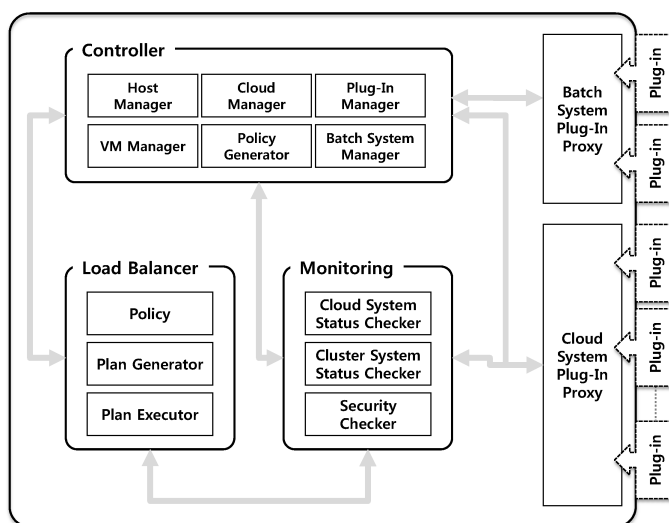 Controller
Host
Manager
Cloud
Manager
Plug-In
Manager
VM Manager
Policy
Generator
Batch System
Manager
Load Balancer
Policy
Plan Generator
Plan Executor
Monitoring
Cloud System
Status Checker
Cluster System
Status Checker
Security
Checker
Batch
System
Plug-In
Proxy
Cloud
System
Plug-In
Proxy
Plug-in
Plug-in
Plug-in
Plug-in
Plug-in